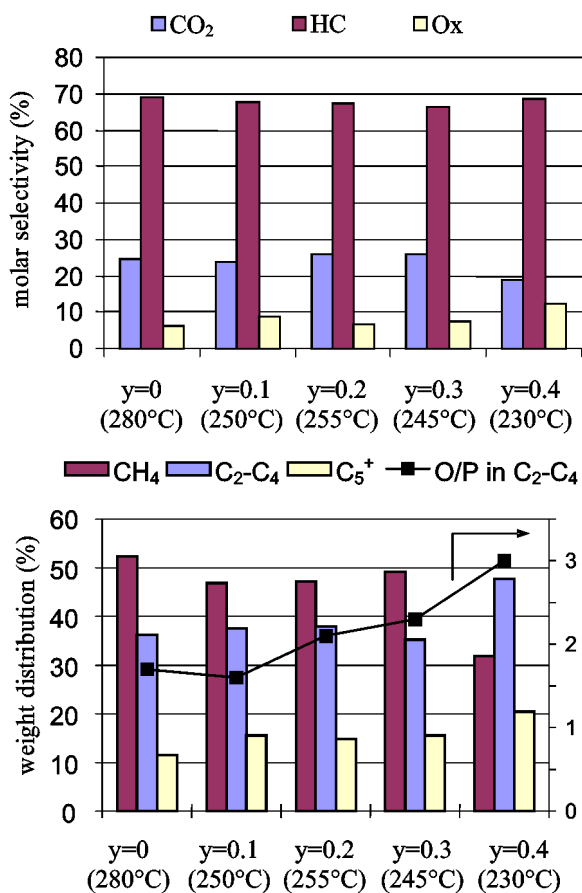 CO2 HC Ox
80
70
60
50
40
30
20
10
0
molar selectivity (%)
y=0 y=0.1 y=0.2 y=0.3 y=0.4
(280°C) (250°C) (255°C) (245°C) (230°C)
CH4 C2-C4 C5+ O/P in C2-C4
60
50
40
30
20
10
0
weight distribution (%)
3
2
1
0
y=0 y=0.1 y=0.2 y=0.3 y=0.4
(280°C) (250°C) (255°C) (245°C) (230°C)